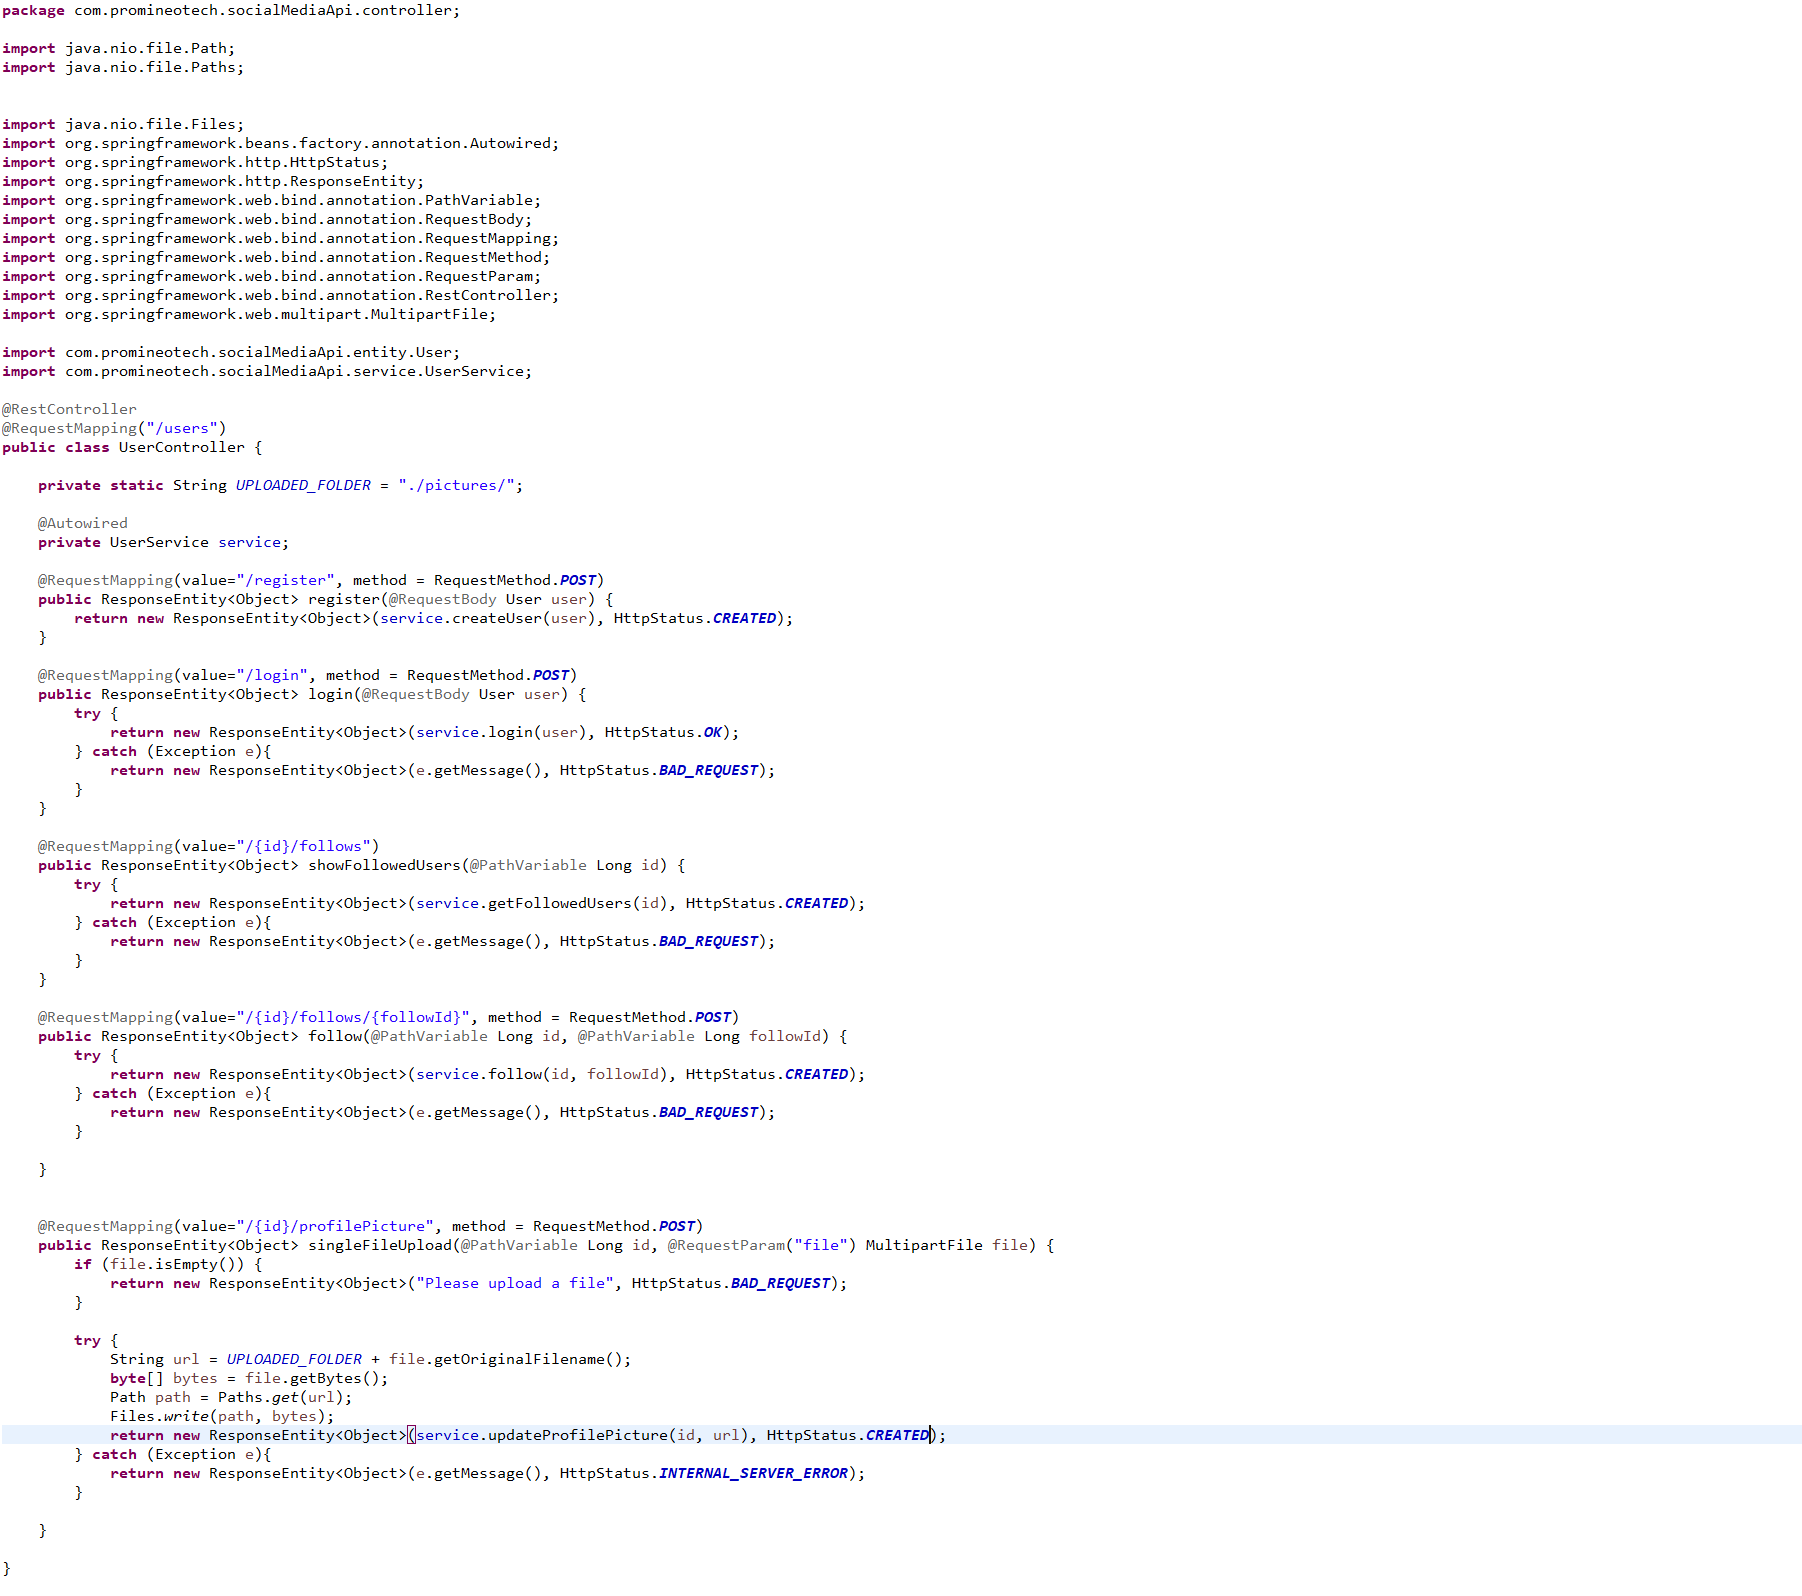 package com.promineotech.socialMediaApi.controller;
import java.nio.file.Path;
import java.nio.file.Paths;
import java.nio.file.Files;
import org.springframework.beans.factory.annotation.Autowired;
import org.springframework.http.HttpStatus;
import org.springframework.http.ResponseEntity;
import org.springframework.web.bind.annotation.PathVariable;
import org.springframework.web.bind.annotation.RequestBody;
import org.springframework.web.bind.annotation.RequestMapping;
import org.springframework.web.bind.annotation.RequestMethod;
import org.springframework.web.bind.annotation.RequestParam;
import org.springframework.web.bind.annotation.RestController;
import org.springframework.web.multipart.MultipartFile;
import com.promineotech.socialMediaApi.entity.User;
import com.promineotech.socialMediaApi.service.UserService;
@RestController
@RequestMapping("/users")
public class UserController {
    private static String UPLOADED_FOLDER = "./pictures/";
    @Autowired
    private UserService service;
    @RequestMapping(value="/register", method = RequestMethod.POST)
    public ResponseEntity<Object> register(@RequestBody User user) {
        return new ResponseEntity<Object>(service.createUser(user), HttpStatus.CREATED);
    }
    @RequestMapping(value="/login", method = RequestMethod.POST)
    public ResponseEntity<Object> login(@RequestBody User user) {
        try {
            return new ResponseEntity<Object>(service.login(user), HttpStatus.OK);
        } catch (Exception e){
            return new ResponseEntity<Object>(e.getMessage(), HttpStatus.BAD_REQUEST);
        }
    }
    @RequestMapping(value="/{id}/follows")
    public ResponseEntity<Object> showFollowedUsers(@PathVariable Long id) {
        try {
            return new ResponseEntity<Object>(service.getFollowedUsers(id), HttpStatus.CREATED);
        } catch (Exception e){
            return new ResponseEntity<Object>(e.getMessage(), HttpStatus.BAD_REQUEST);
        }
    }
    @RequestMapping(value="/{id}/follows/{followId}", method = RequestMethod.POST)
    public ResponseEntity<Object> follow(@PathVariable Long id, @PathVariable Long followId) {
        try {
            return new ResponseEntity<Object>(service.follow(id, followId), HttpStatus.CREATED);
        } catch (Exception e){
            return new ResponseEntity<Object>(e.getMessage(), HttpStatus.BAD_REQUEST);
        }
    }
    @RequestMapping(value="/{id}/profilePicture", method = RequestMethod.POST)
    public ResponseEntity<Object> singleFileUpload(@PathVariable Long id, @RequestParam("file") MultipartFile file) {
        if (file.isEmpty()) {
            return new ResponseEntity<Object>("Please upload a file", HttpStatus.BAD_REQUEST);
        }
        try {
            String url = UPLOADED_FOLDER + file.getOriginalFilename();
            byte[] bytes = file.getBytes();
            Path path = Paths.get(url);
            Files.write(path, bytes);
            return new ResponseEntity<Object>(service.updateProfilePicture(id, url), HttpStatus.CREATED);
        } catch (Exception e){
            return new ResponseEntity<Object>(e.getMessage(), HttpStatus.INTERNAL_SERVER_ERROR);
        }
    }
}